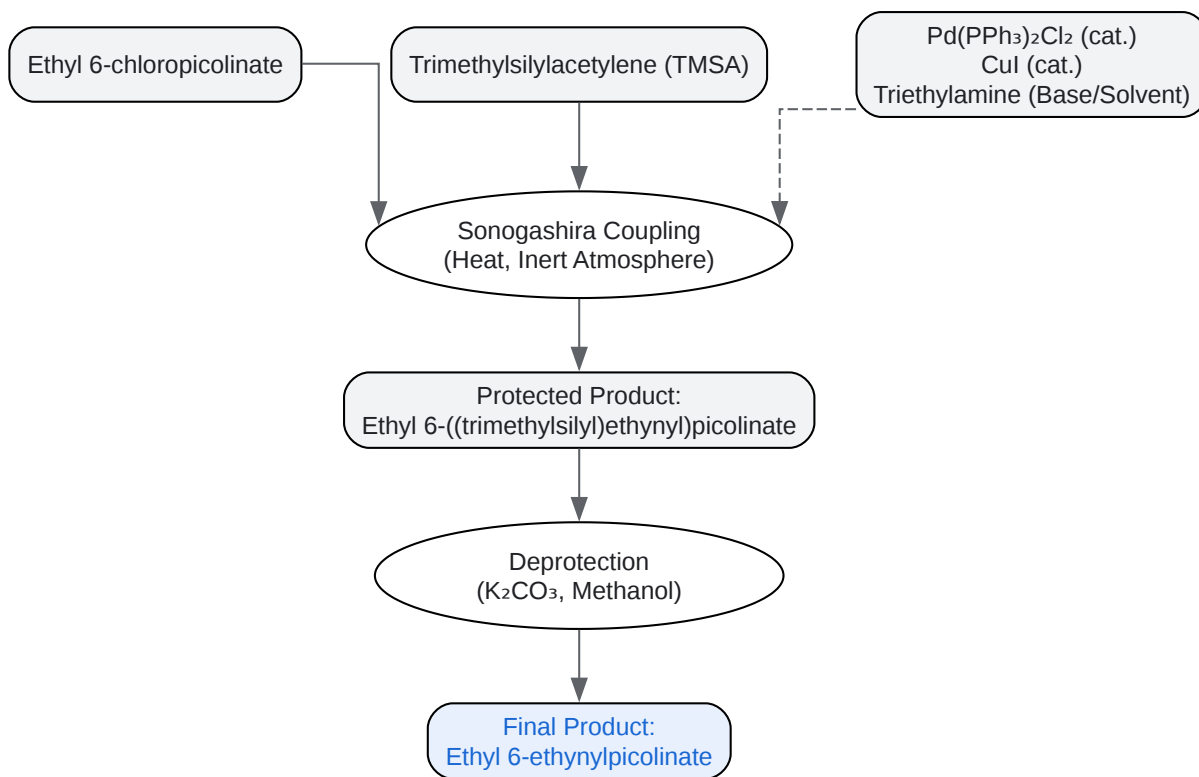 Ethyl 6-chloropicolinate
Trimethylsilylacetylene (TMSA)
Pd(PPh₃)₂Cl₂ (cat.)
CuI (cat.)
Triethylamine (Base/Solvent)
Sonogashira Coupling
(Heat, Inert Atmosphere)
Protected Product:
Ethyl 6-((trimethylsilyl)ethynyl)picolinate
Deprotection
(K₂CO₃, Methanol)
Final Product:
Ethyl 6-ethynylpicolinate